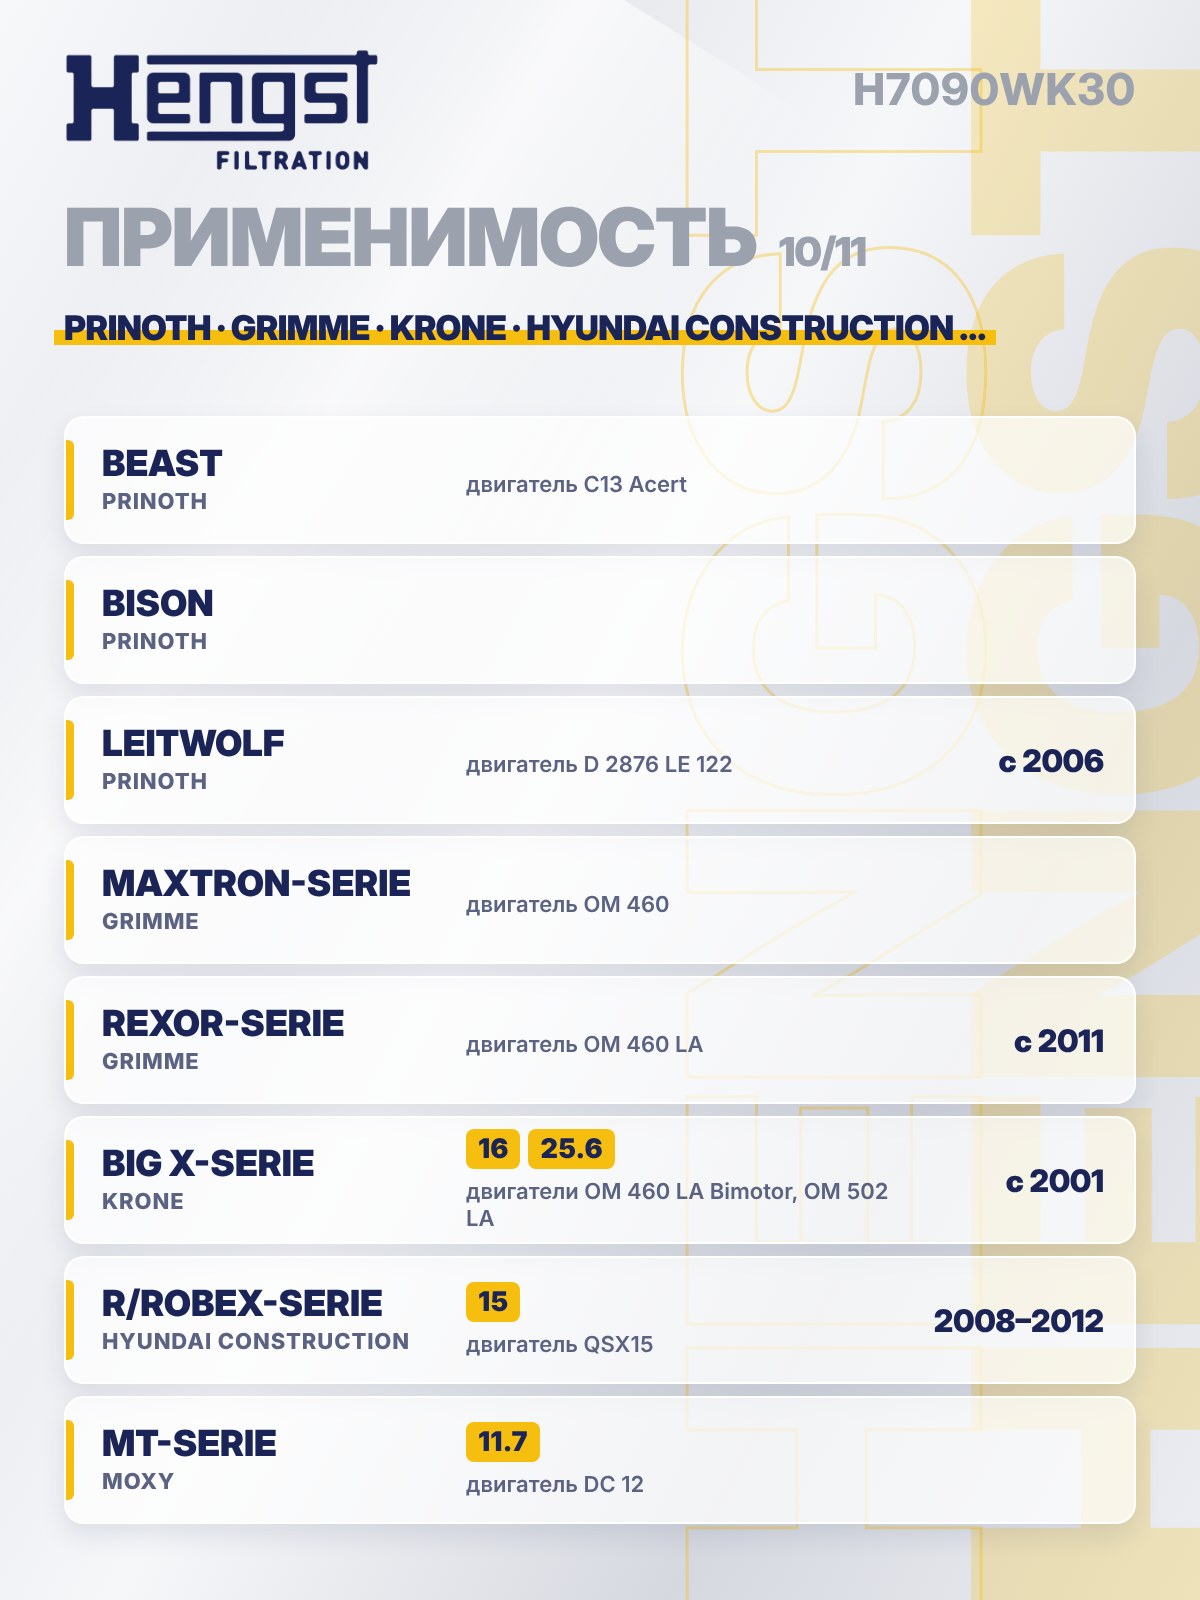 Hengst
FILTRATION
H7090WK30
ПРИМЕНИМОСТЬ 10/11
PRINOTH · GRIMME · KRONE · HYUNDAI CONSTRUCTION ...
BEAST
PRINOTH
двигатель C13 Acert
BISON
PRINOTH
LEITWOLF
PRINOTH
двигатель D 2876 LE 122
с 2006
MAXTRON-SERIE
GRIMME
двигатель OM 460
REXOR-SERIE
GRIMME
двигатель OM 460 LA
с 2011
BIG X-SERIE
KRONE
16 25.6
двигатели OM 460 LA Bimotor, OM 502
LA
с 2001
R/ROBEX-SERIE
HYUNDAI CONSTRUCTION
15
двигатель QSX15
2008–2012
MT-SERIE
MOXY
11.7
двигатель DC 12
HENGST
HENGST